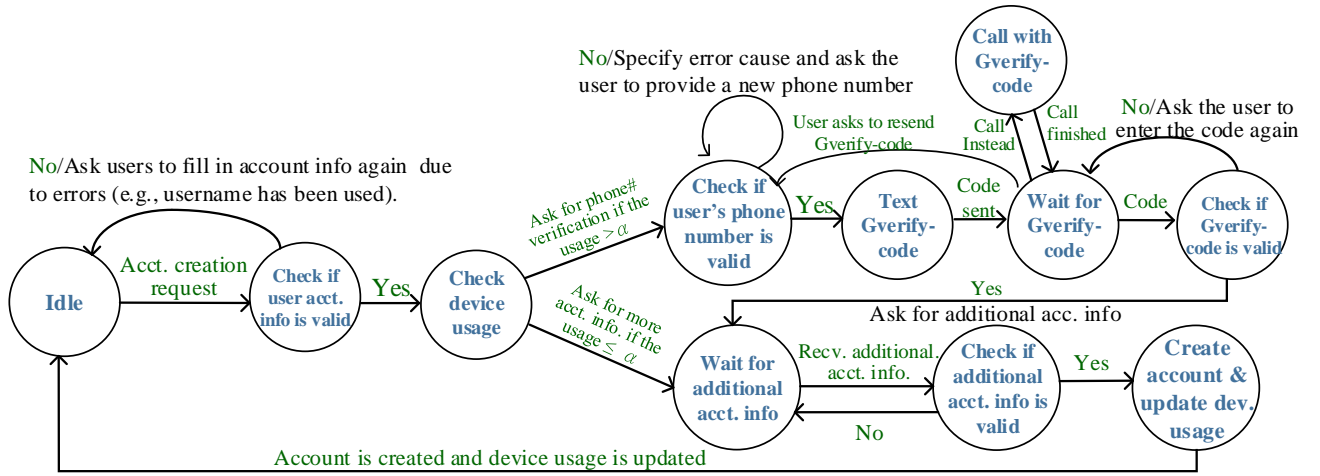 No/Specify error cause and ask the
user to provide a new phone number
Call with
Gverify-
code
No/Ask the user to
enter the code again
User asks to resend
Gverify-code
Call
Instead
Call
finished
No/Ask users to fill in account info again due
to errors (e.g., username has been used).
Ask for phone#
verification if the
usage > α
Check if
user's phone
number is
valid
Yes
Text
Gverify-
code
Code
sent
Wait for
Gverify-
code
Code
Check if
Gverify-
code is valid
Idle
Acct. creation
request
Check if
user acct.
info is valid
Yes
Check
device
usage
Yes
Ask for additional acc. info
Ask for more
acct. info. if the
usage ≤ α
Wait for
additional
acct. info
Recv. additional.
acct. info.
Check if
additional
acct. info is
valid
Yes
Create
account &
update dev.
usage
No
Account is created and device usage is updated